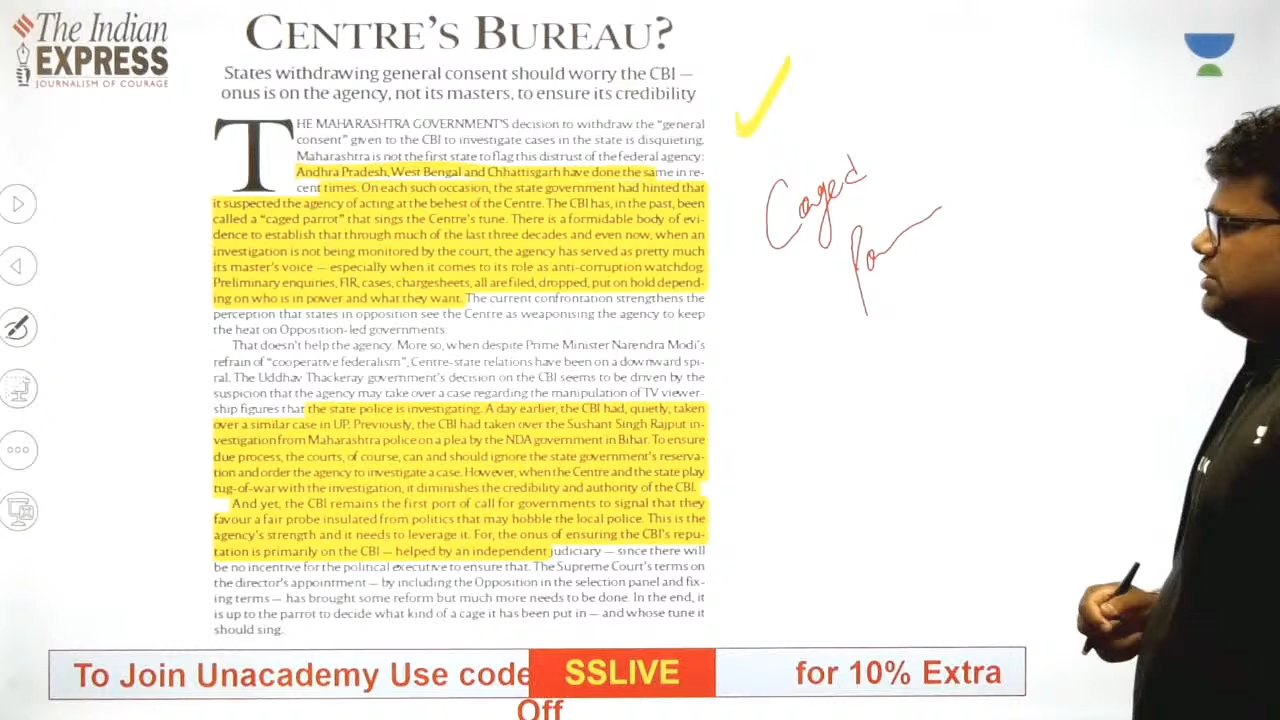 The Indian
EXPRESS
JOURNALISM OF COURAGE
CENTRE'S BUREAU?
States withdrawing general consent should worry the CBI —
onus is on the agency, not its masters, to ensure its credibility
THE MAHARASHTRA GOVERNMENT'S decision to withdraw the "general
consent" given to the CBI to investigate cases in the state is disquieting.
Maharashtra is not the first state to flag this distrust of the federal agency:
Andhra Pradesh, West Bengal and Chhattisgarh have done the same in re-
cent times. On each such occasion, the state government had hinted that
it suspected the agency of acting at the behest of the Centre. The CBI has, in the past, been
called a "caged parrot" that sings the Centre's tune. There is a formidable body of evi-
dence to establish that through much of the last three decades and even now, when an
investigation is not being monitored by the court, the agency has served as pretty much
its master's voice — especially when it comes to its role as anti-corruption watchdog.
Preliminary enquiries, FIR, cases, chargesheets, all are filed, dropped, put on hold depend-
ing on who is in power and what they want. The current confrontation strengthens the
perception that states in opposition see the Centre as weaponising the agency to keep
the heat on Opposition-led governments.
That doesn't help the agency. More so, when despite Prime Minister Narendra Modi's
refrain of "cooperative federalism", Centre-state relations have been on a downward spi-
ral. The Uddhav Thackeray government's decision on the CBI seems to be driven by the
suspicion that the agency may take over a case regarding the manipulation of TV viewer-
ship figures that the state police is investigating. A day earlier, the CBI had, quietly, taken
over a similar case in UP. Previously, the CBI had taken over the Sushant Singh Rajput in-
vestigation from Maharashtra police on a plea by the NDA government in Bihar. To ensure
due process, the courts, of course, can and should ignore the state government's reserva-
tion and order the agency to investigate a case. However, when the Centre and the state play
tug-of-war with the investigation, it diminishes the credibility and authority of the CBI.
And yet, the CBI remains the first port of call for governments to signal that they
favour a fair probe insulated from politics that may hobble the local police. This is the
agency's strength and it needs to leverage it. For, the onus of ensuring the CBI's repu-
tation is primarily on the CBI — helped by an independent judiciary — since there will
be no incentive for the political executive to ensure that. The Supreme Court's terms on
the director's appointment — by including the Opposition in the selection panel and fix-
ing terms — has brought some reform but much more needs to be done. In the end, it
is up to the parrot to decide what kind of a cage it has been put in — and whose tune it
should sing.
Caged
To Join Unacademy Use code SSLIVE for 10% Extra
Off